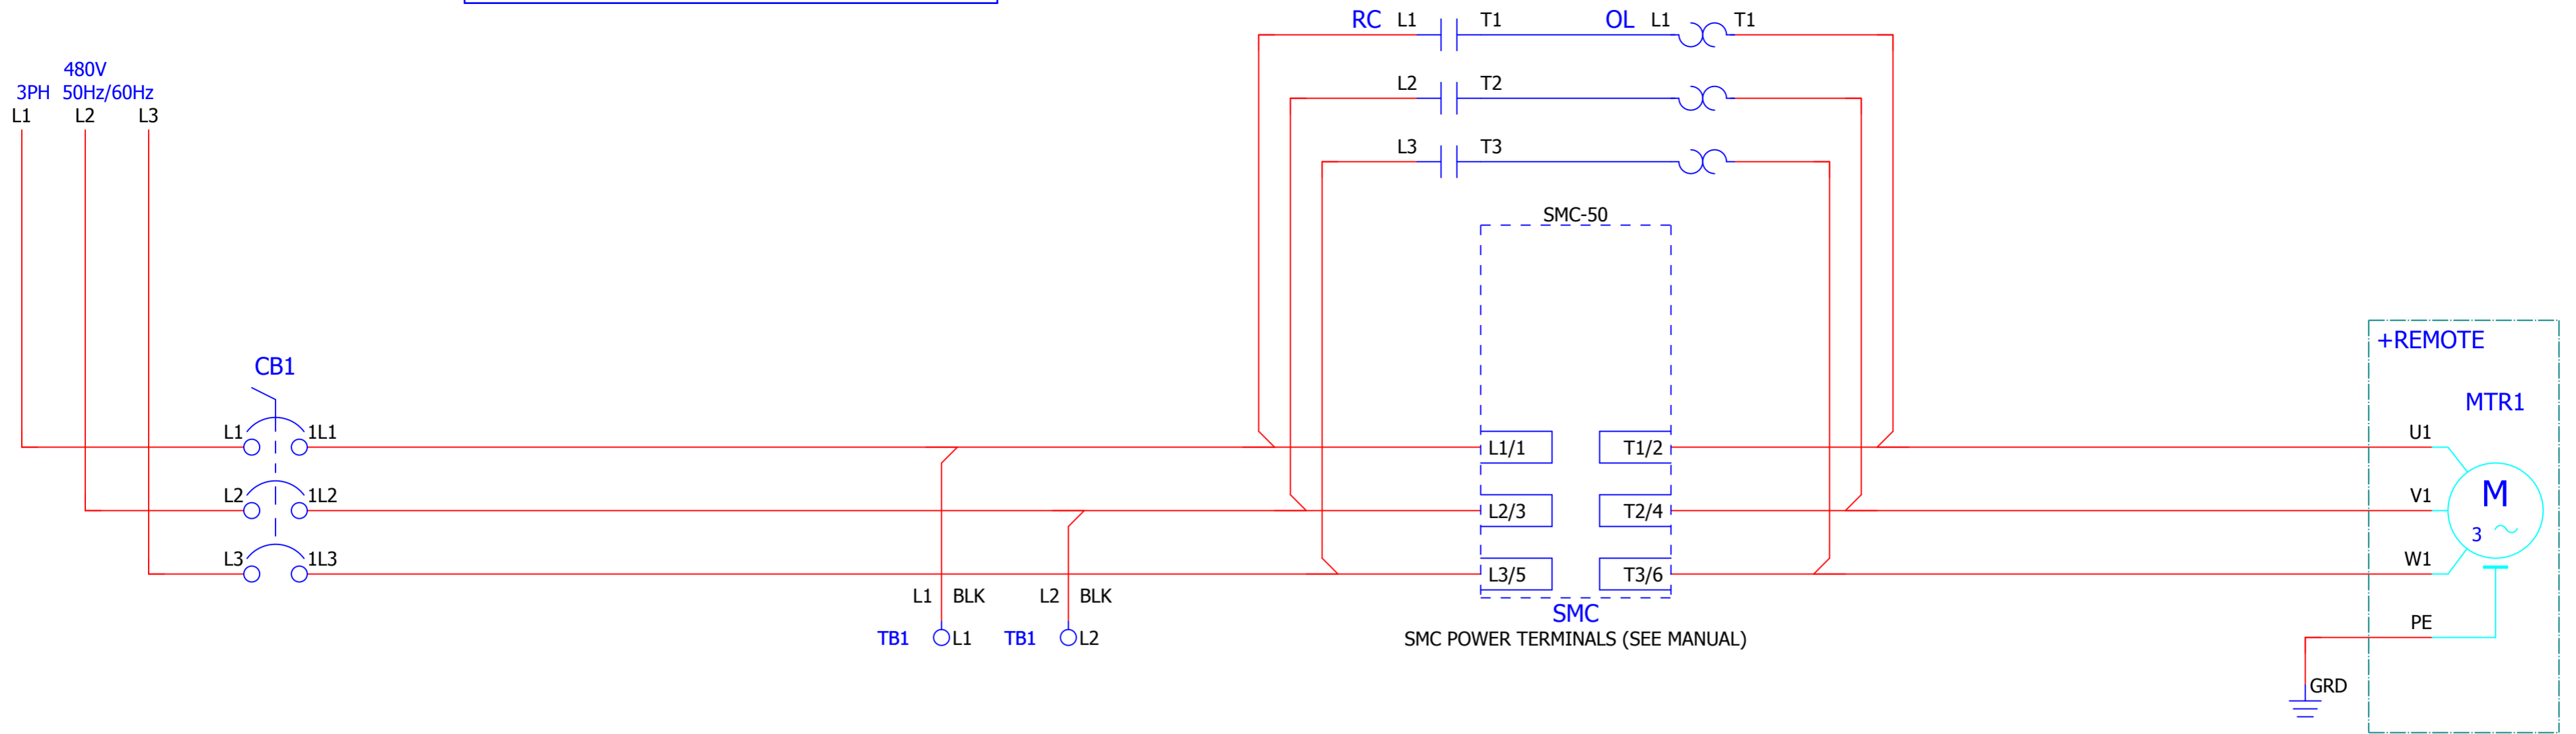 RC L1 T1 OL L1 T1
480V
3PH 50Hz/60Hz
L1 L2 L3
L2 T2
L3 T3
SMC-50
+REMOTE
CB1
MTR1
L1 1L1 L1/1 T1/2 U1
L2 1L2 L2/3 T2/4 V1
M
3 ~
L3 1L3 L3/5 T3/6 W1
L1 BLK L2 BLK
SMC
PE
TB1 L1 TB1 L2
SMC POWER TERMINALS (SEE MANUAL)
GRD